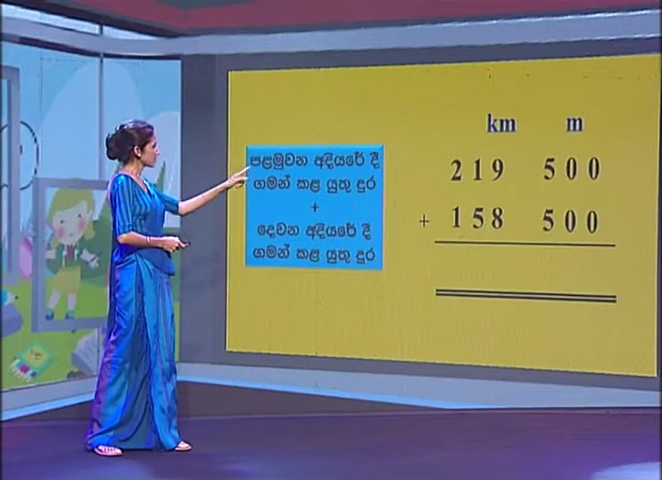 පළමුවන අදියරේ දී
ගමන් කළ යුතු දුර
+
දෙවන අදියරේ දී
ගමන් කළ යුතු දුර
km m
219 500
+ 158 500